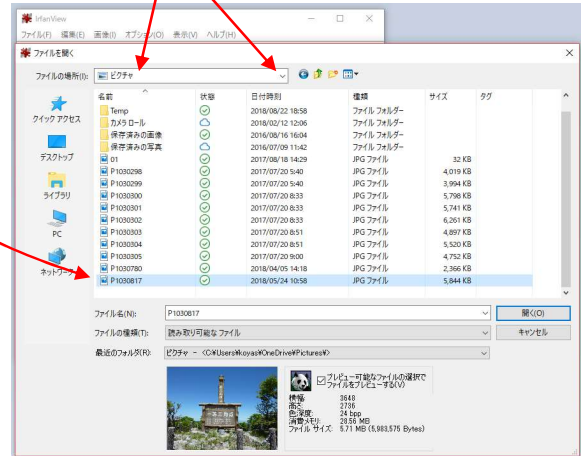 IrfanView
ファイル(F) 編集(E) 画像(I) オプション(O) 表示(V) ヘルプ(H)
ファイルを開く
ファイルの場所(I): ピクチャ
クイック アクセス
デスクトップ
ライブラリ
PC
ネットワーク
名前 状態 日付時刻 種類 サイズ タグ
Temp 2018/08/22 18:58 ファイル フォルダー
カメラ ロール 2018/02/12 12:06 ファイル フォルダー
保存済みの画像 2016/08/16 16:04 ファイル フォルダー
保存済みの写真 2016/07/09 11:42 ファイル フォルダー
01 2017/08/18 14:29 JPG ファイル 32 KB
P1030298 2017/07/20 5:40 JPG ファイル 4,019 KB
P1030299 2017/07/20 5:40 JPG ファイル 3,994 KB
P1030300 2017/07/20 8:33 JPG ファイル 5,798 KB
P1030301 2017/07/20 8:33 JPG ファイル 5,741 KB
P1030302 2017/07/20 8:33 JPG ファイル 6,261 KB
P1030303 2017/07/20 8:51 JPG ファイル 4,897 KB
P1030304 2017/07/20 8:51 JPG ファイル 5,520 KB
P1030305 2017/07/20 9:00 JPG ファイル 4,752 KB
P1030780 2018/04/05 14:18 JPG ファイル 2,366 KB
P1030817 2018/05/24 10:58 JPG ファイル 5,844 KB
ファイル名(N): P1030817 開く(O)
ファイルの種類(T): 読み取り可能な ファイル キャンセル
最近のフォルダ(R): ピクチャ - <C¥Users¥koyas¥OneDrive¥Pictures¥>
プレビュー可能なファイルの選択で
ファイルをプレビューする(V)
横幅: 3648
高さ: 2736
色深度: 24 bpp
消費メモリ: 28.56 MB
ファイル サイズ: 5.71 MB (5,983,575 Bytes)